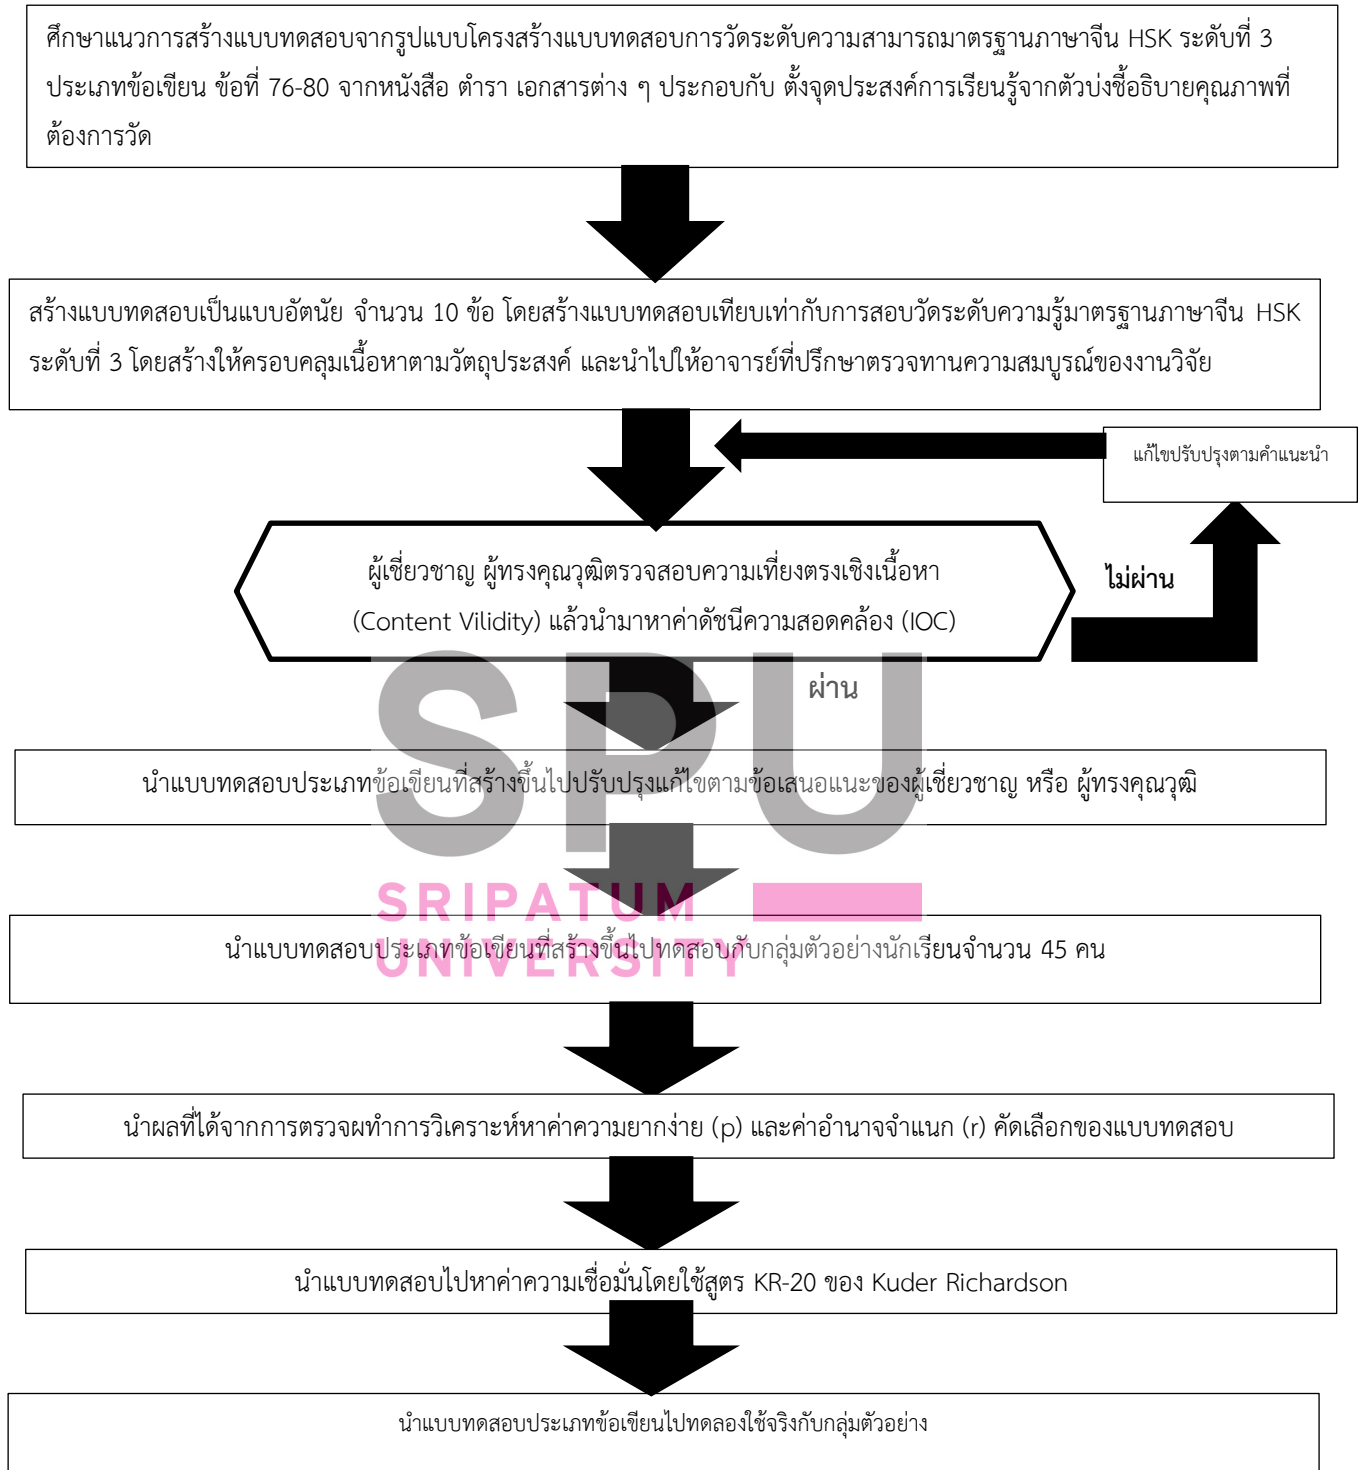 ศึกษาแนวการสร้างแบบทดสอบจากรูปแบบโครงสร้างแบบทดสอบการวัดระดับความสามารถมาตรฐานภาษาจีน HSK ระดับที่ 3
ประเภทข้อเขียน ข้อที่ 76-80 จากหนังสือ ตำรา เอกสารต่าง ๆ ประกอบกับ ตั้งจุดประสงค์การเรียนรู้จากตัวบ่งชี้อธิบายคุณภาพที่
ต้องการวัด
สร้างแบบทดสอบเป็นแบบอัตนัย จำนวน 10 ข้อ โดยสร้างแบบทดสอบเทียบเท่ากับการสอบวัดระดับความรู้มาตรฐานภาษาจีน HSK
ระดับที่ 3 โดยสร้างให้ครอบคลุมเนื้อหาตามวัตถุประสงค์ และนำไปให้อาจารย์ที่ปรึกษาตรวจทานความสมบูรณ์ของงานวิจัย
แก้ไขปรับปรุงตามคำแนะนำ
ผู้เชี่ยวชาญ ผู้ทรงคุณวุฒิตรวจสอบความเที่ยงตรงเชิงเนื้อหา
(Content Vilidity) แล้วนำมาหาค่าดัชนีความสอดคล้อง (IOC)
ไม่ผ่าน
ผ่าน
นำแบบทดสอบประเภทข้อเขียนที่สร้างขึ้นไปปรับปรุงแก้ไขตามข้อเสนอแนะของผู้เชี่ยวชาญ หรือ ผู้ทรงคุณวุฒิ
SPU
SRIPATUM
UNIVERSITY
นำแบบทดสอบประเภทข้อเขียนที่สร้างขึ้นไปทดสอบกับกลุ่มตัวอย่างนักเรียนจำนวน 45 คน
นำผลที่ได้จากการตรวจผทำการวิเคราะห์หาค่าความยากง่าย (p) และค่าอำนาจจำแนก (r) คัดเลือกของแบบทดสอบ
นำแบบทดสอบไปหาค่าความเชื่อมั่นโดยใช้สูตร KR-20 ของ Kuder Richardson
นำแบบทดสอบประเภทข้อเขียนไปทดลองใช้จริงกับกลุ่มตัวอย่าง